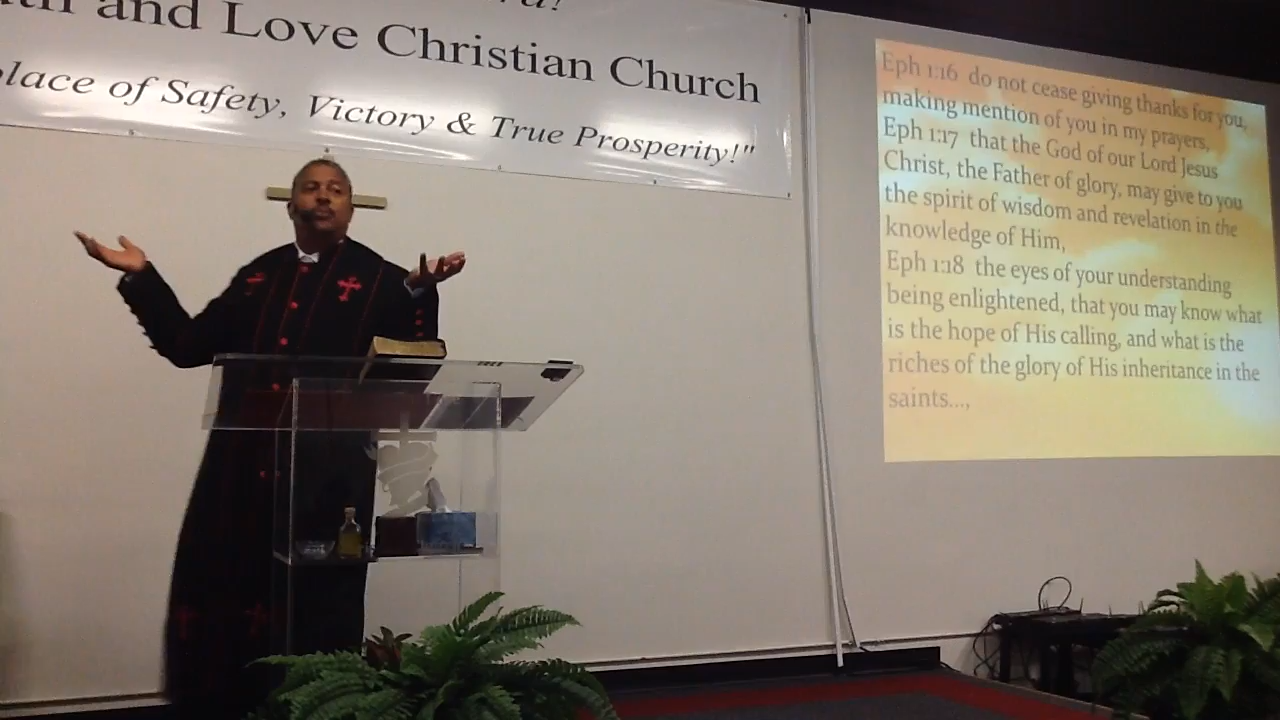 and Love Christian Church
of Safety, Victory & True Prosperity!"
Eph 1:16 do not cease giving thanks for you,
making mention of you in my prayers,
Eph 1:17 that the God of our Lord Jesus
Christ, the Father of glory, may give to you
the spirit of wisdom and revelation in the
knowledge of Him,
Eph 1:18 the eyes of your understanding
being enlightened, that you may know what
is the hope of His calling, and what is the
riches of the glory of His inheritance in the
saints...,